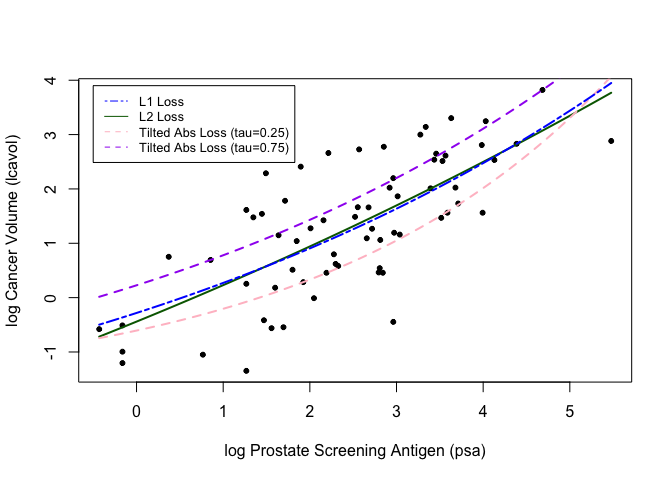 L1 Loss
L2 Loss
Tilted Abs Loss (tau=0.25)
Tilted Abs Loss (tau=0.75)
log Cancer Volume (lcavol)
4
3
2
1
0
-1
0 1 2 3 4 5
log Prostate Screening Antigen (psa)